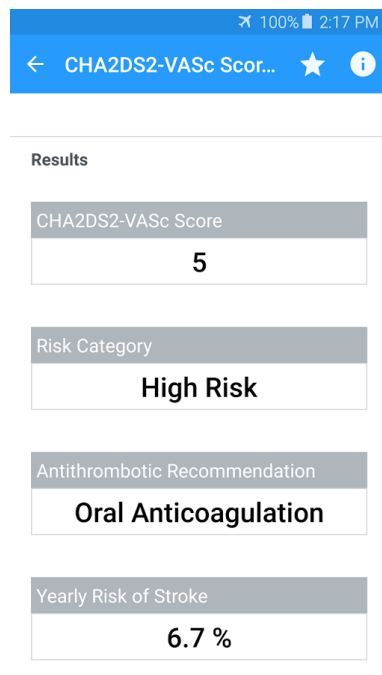 100% 2:17 PM
CHA2DS2-VASc Scor...
Results
CHA2DS2-VASc Score
5
Risk Category
High Risk
Antithrombotic Recommendation
Oral Anticoagulation
Yearly Risk of Stroke
6.7 %